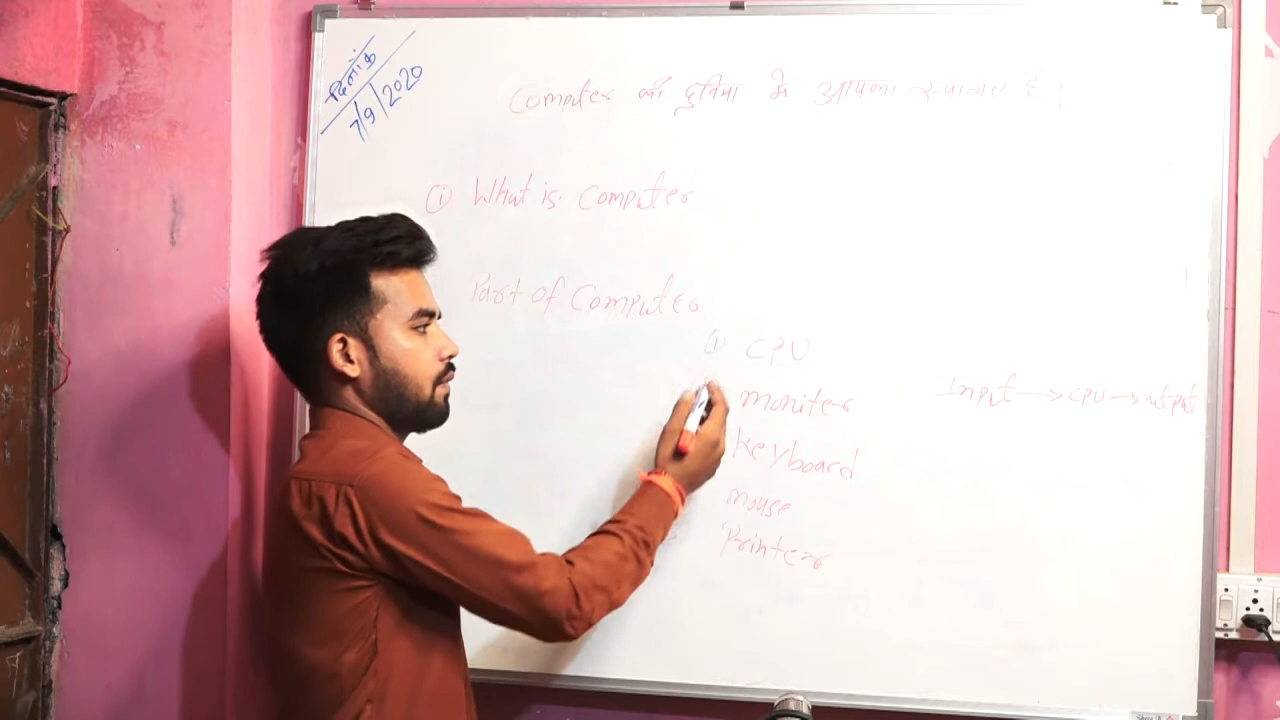 दिनांक
7/9/2020
Computer की दुनिया में आपका स्वागत है।
① What is Computer
Part of Computer
① CPU
moniter
Input → CPU → output
keyboard
mouse
Printer